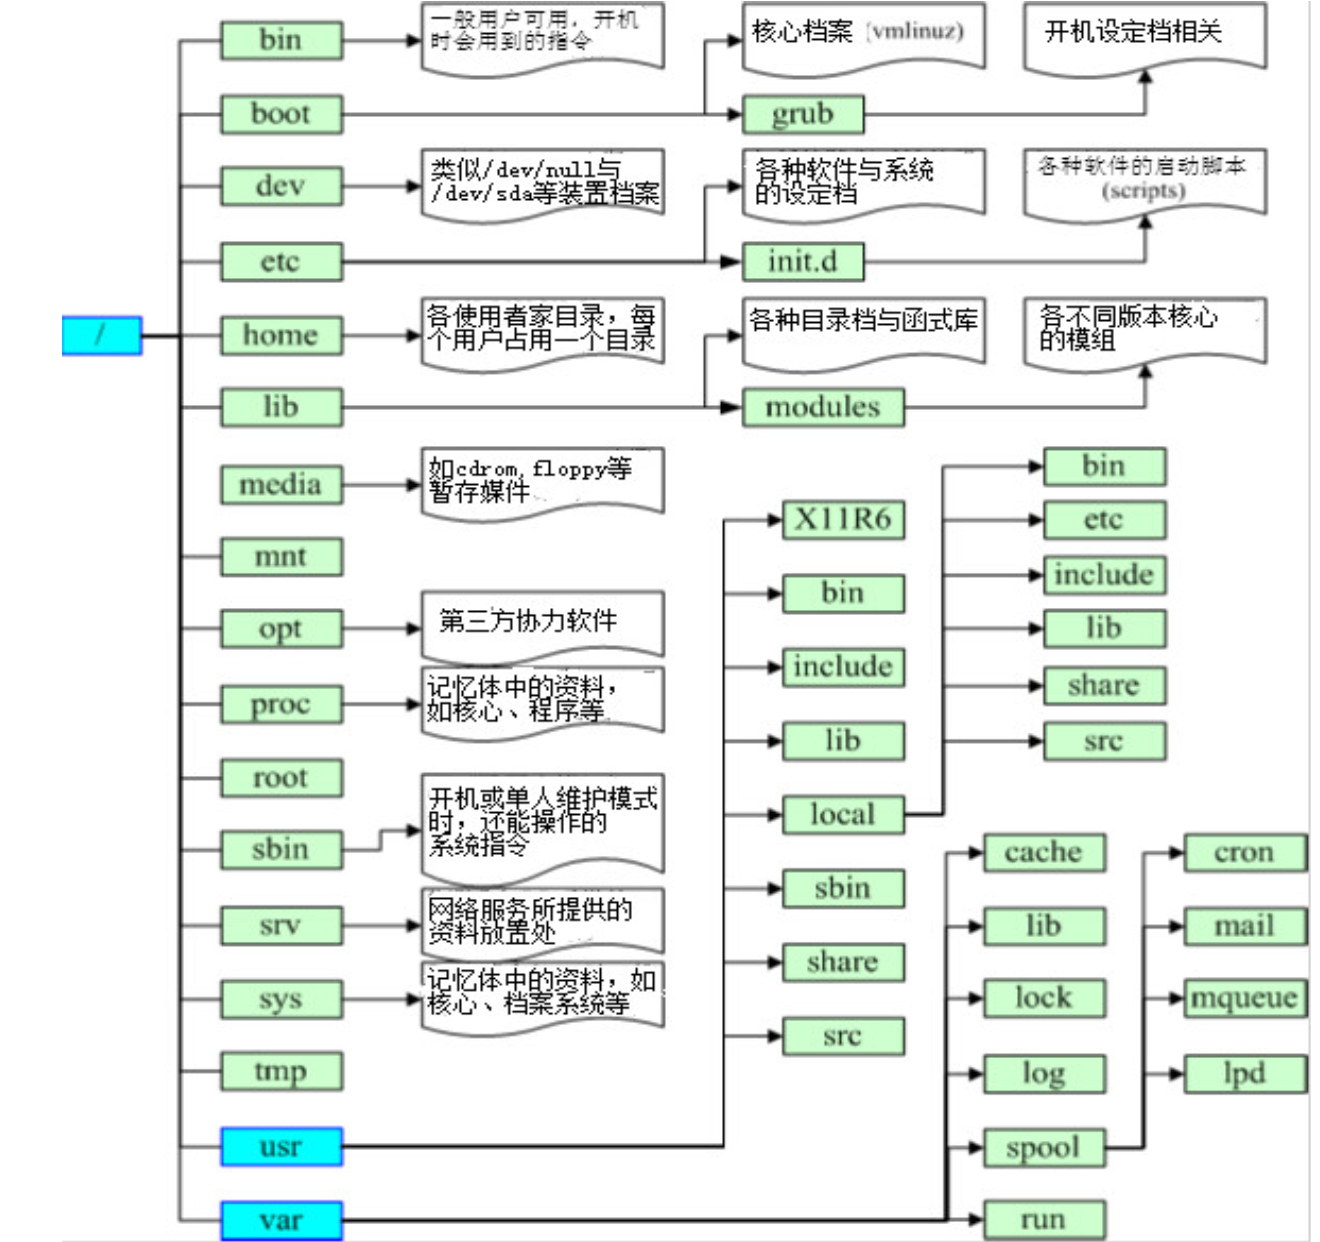 bin
一般用户可用，开机
时会用到的指令
核心档案 (vmlinuz)
开机设定档相关
boot
grub
dev
类似/dev/null与
/dev/sda等装置档案
各种软件与系统
的设定档
各种软件的启动脚本
(scripts)
etc
init.d
/
home
各使用者家目录，每
个用户占用一个目录
各种目录档与函式库
各不同版本核心
的模组
lib
modules
media
如cdrom,floppy等
暂存媒件
mnt
opt
第三方协力软件
proc
记忆体中的资料，
如核心、程序等
root
sbin
开机或单人维护模式
时，还能操作的
系统指令
srv
网络服务所提供的
资料放置处
sys
记忆体中的资料，如
核心、档案系统等
tmp
usr
var
X11R6
bin
include
lib
local
sbin
share
src
bin
etc
include
lib
share
src
cache
lib
lock
log
spool
run
cron
mail
mqueue
lpd